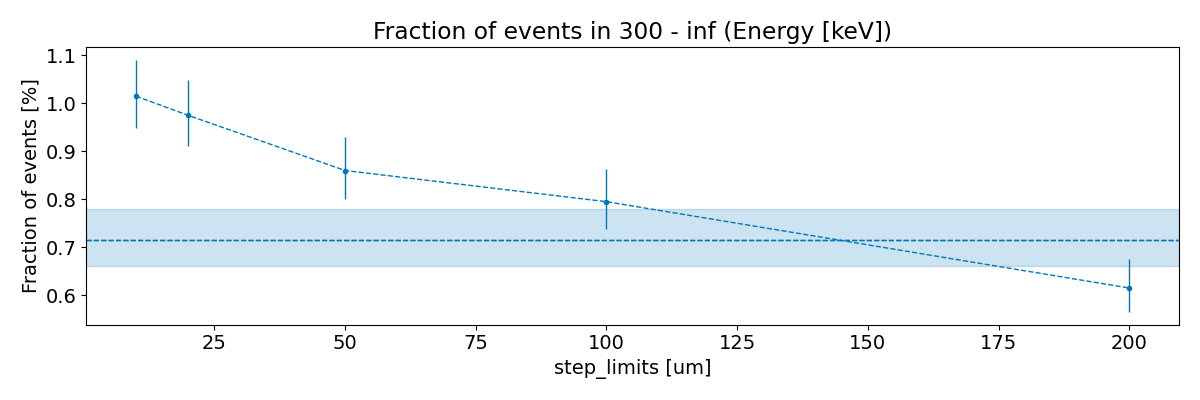 Fraction of events in 300 - inf (Energy [keV])
Fraction of events [%]
1.1
1.0
0.9
0.8
0.7
0.6
25 50 75 100 125 150 175 200
step_limits [um]